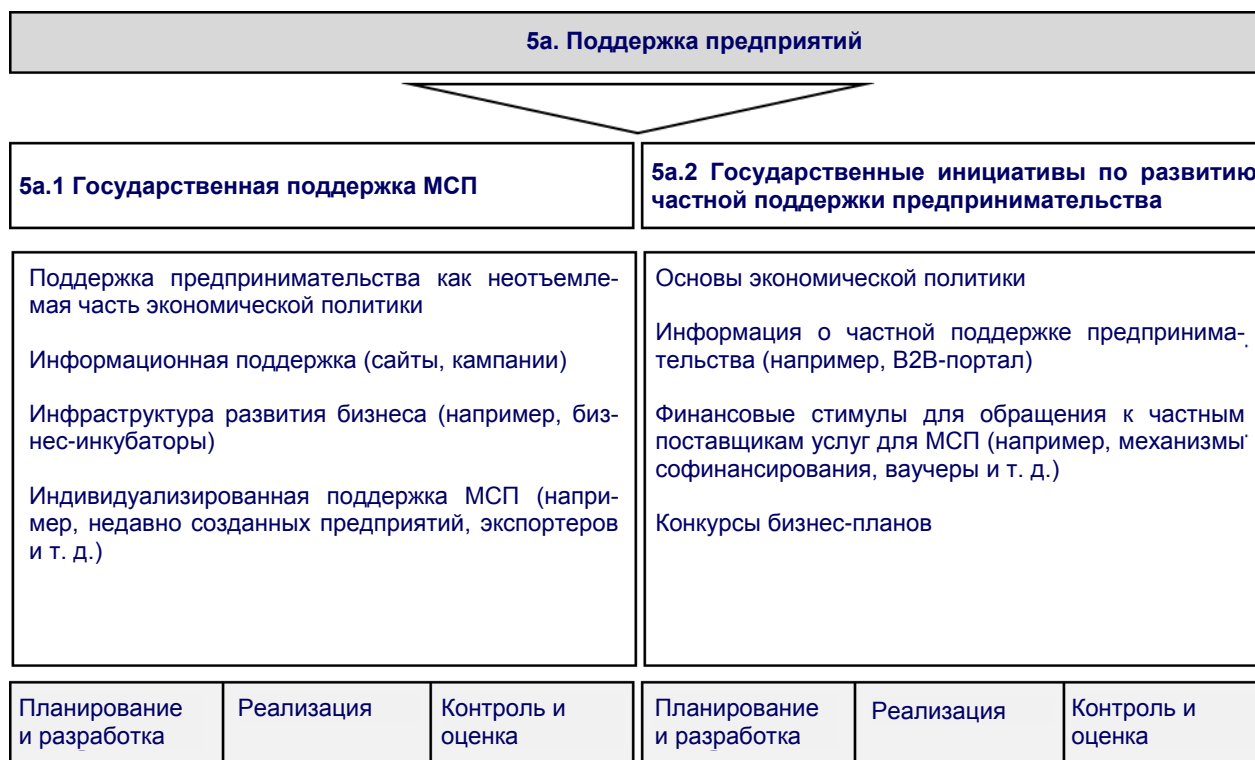 5a. Поддержка предприятий
5a.1 Государственная поддержка МСП
5a.2 Государственные инициативы по развитию
частной поддержки предпринимательства
Поддержка предпринимательства как неотъемле-
мая часть экономической политики
Информационная поддержка (сайты, кампании)
Инфраструктура развития бизнеса (например, биз-
нес-инкубаторы)
Индивидуализированная поддержка МСП (напри-
мер, недавно созданных предприятий, экспортеров
и т. д.)
Основы экономической политики
Информация о частной поддержке предпринима-
тельства (например, B2B-портал)
Финансовые стимулы для обращения к частным
поставщикам услуг для МСП (например, механизмы
софинансирования, ваучеры и т. д.)
Конкурсы бизнес-планов
Планирование
и разработка
Реализация
Контроль и
оценка
Планирование
и разработка
Реализация
Контроль и
оценка